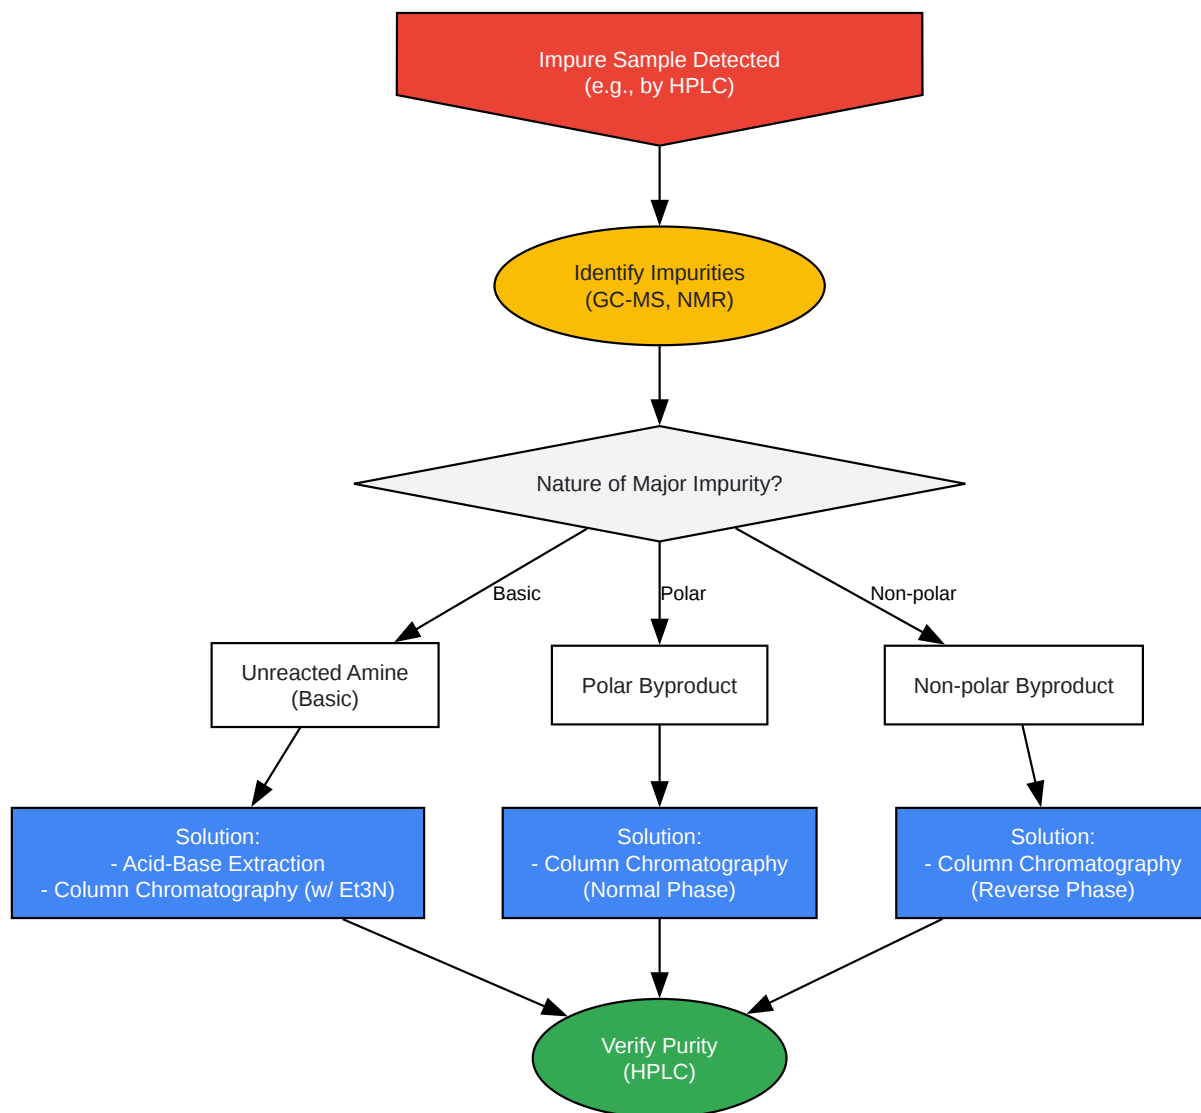 Impure Sample Detected
(e.g., by HPLC)
Identify Impurities
(GC-MS, NMR)
Nature of Major Impurity?
Basic
Polar
Non-polar
Unreacted Amine
(Basic)
Polar Byproduct
Non-polar Byproduct
Solution:
- Acid-Base Extraction
- Column Chromatography (w/ Et3N)
Solution:
- Column Chromatography
(Normal Phase)
Solution:
- Column Chromatography
(Reverse Phase)
Verify Purity
(HPLC)